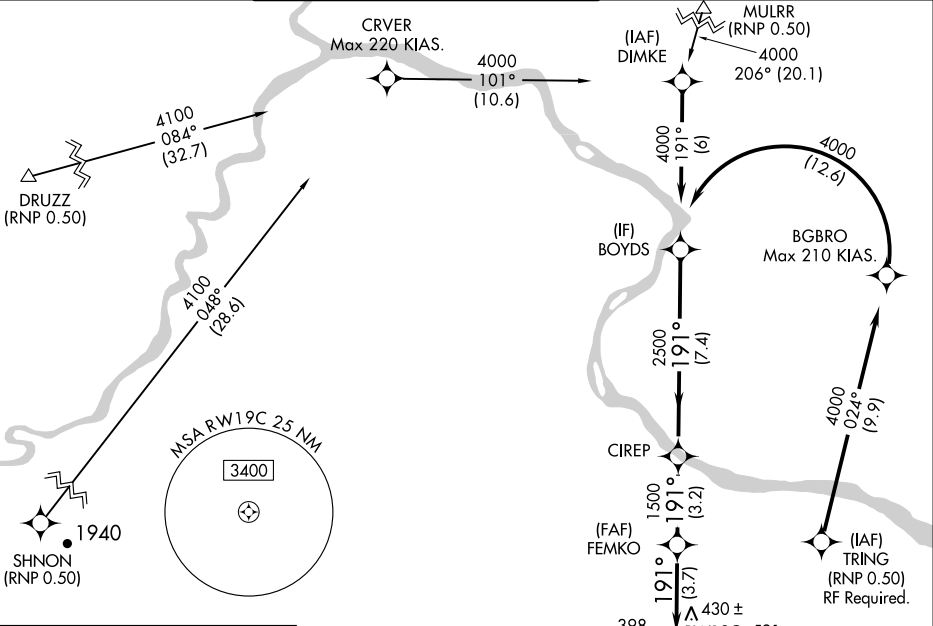 CRVER
Max 220 KIAS.
4000
101°
(10.6)
MULRR
(RNP 0.50)
4000
206° (20.1)
(IAF)
DIMKE
4000
191°
(6)
4100
084°
(32.7)
DRUZZ
(RNP 0.50)
4000
(12.6)
(IF)
BOYDS
BGBRO
Max 210 KIAS.
4100
048°
(28.6)
2500
191°
(7.4)
4000
024°
(9.9)
MSA RW19C 25 NM
3400
CIREP
1500
191°
(3.2)
SHNON
(RNP 0.50)
1940
(FAF)
FEMKO
191°
(3.7)
(IAF)
TRING
(RNP 0.50)
RF Required.
430 ±
398